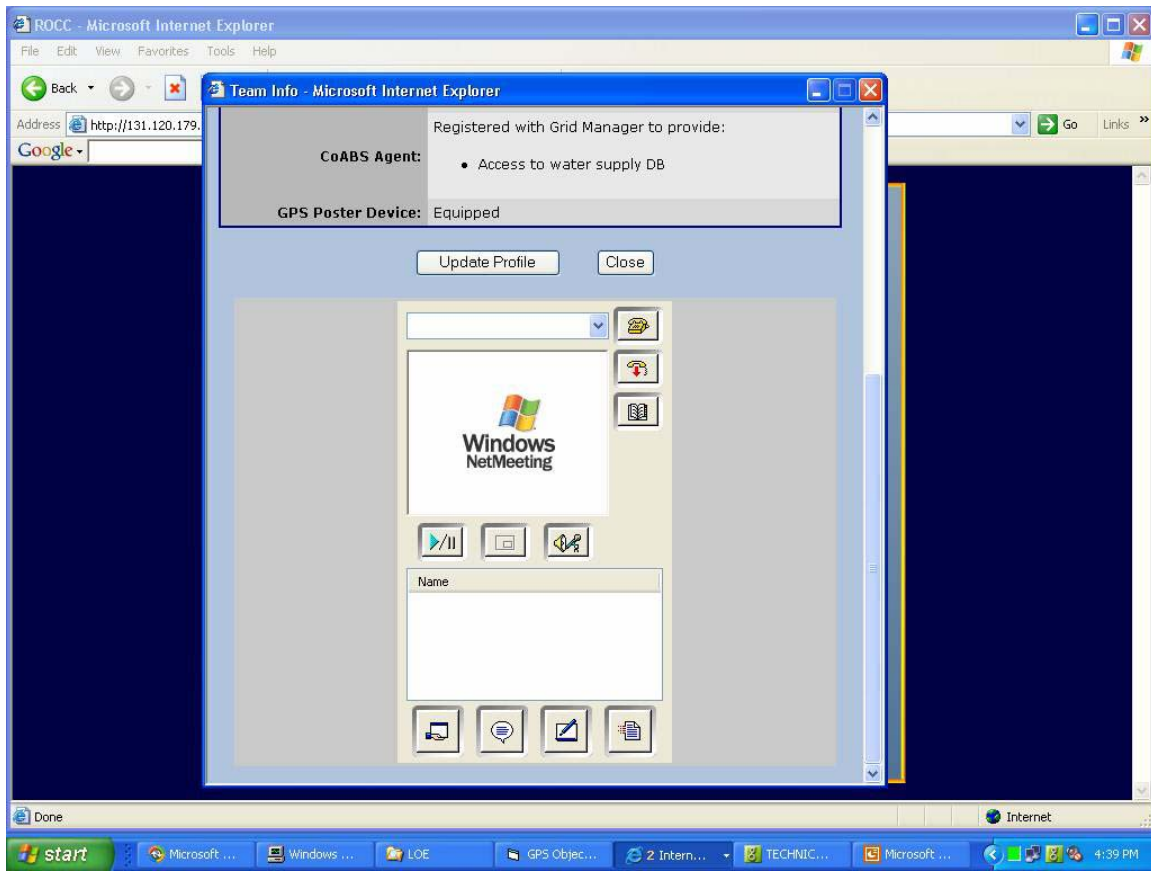 ROCC - Microsoft Internet Explorer
File Edit View Favorites Tools Help
Back
Team Info - Microsoft Internet Explorer
Address http://131.120.179.
Go Links »
Google
Registered with Grid Manager to provide:
CoABS Agent:
• Access to water supply DB
GPS Poster Device: Equipped
Update Profile Close
Windows
NetMeeting
Name
Done
Internet
start Microsoft ... Windows ... LOE GPS Objec... 2 Intern... TECHNIC... Microsoft ... 4:39 PM